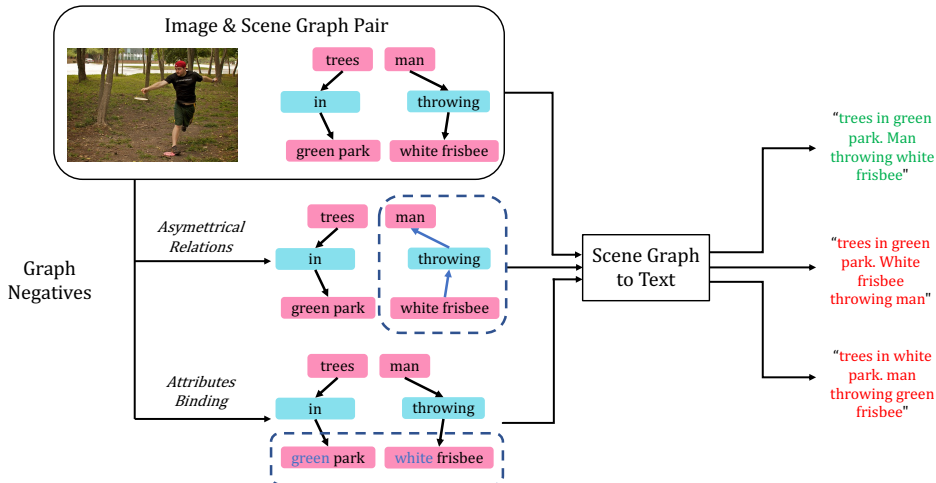 Image & Scene Graph Pair
trees
man
in
throwing
green park
white frisbee
Asymettrical
Relations
trees
man
in
throwing
green park
white frisbee
Graph
Negatives
Attributes
Binding
trees
man
in
throwing
green park
white frisbee
Scene Graph
to Text
“trees in green
park. Man
throwing white
frisbee”
“trees in green
park. White
frisbee
throwing man”
“trees in white
park. man
throwing green
frisbee”